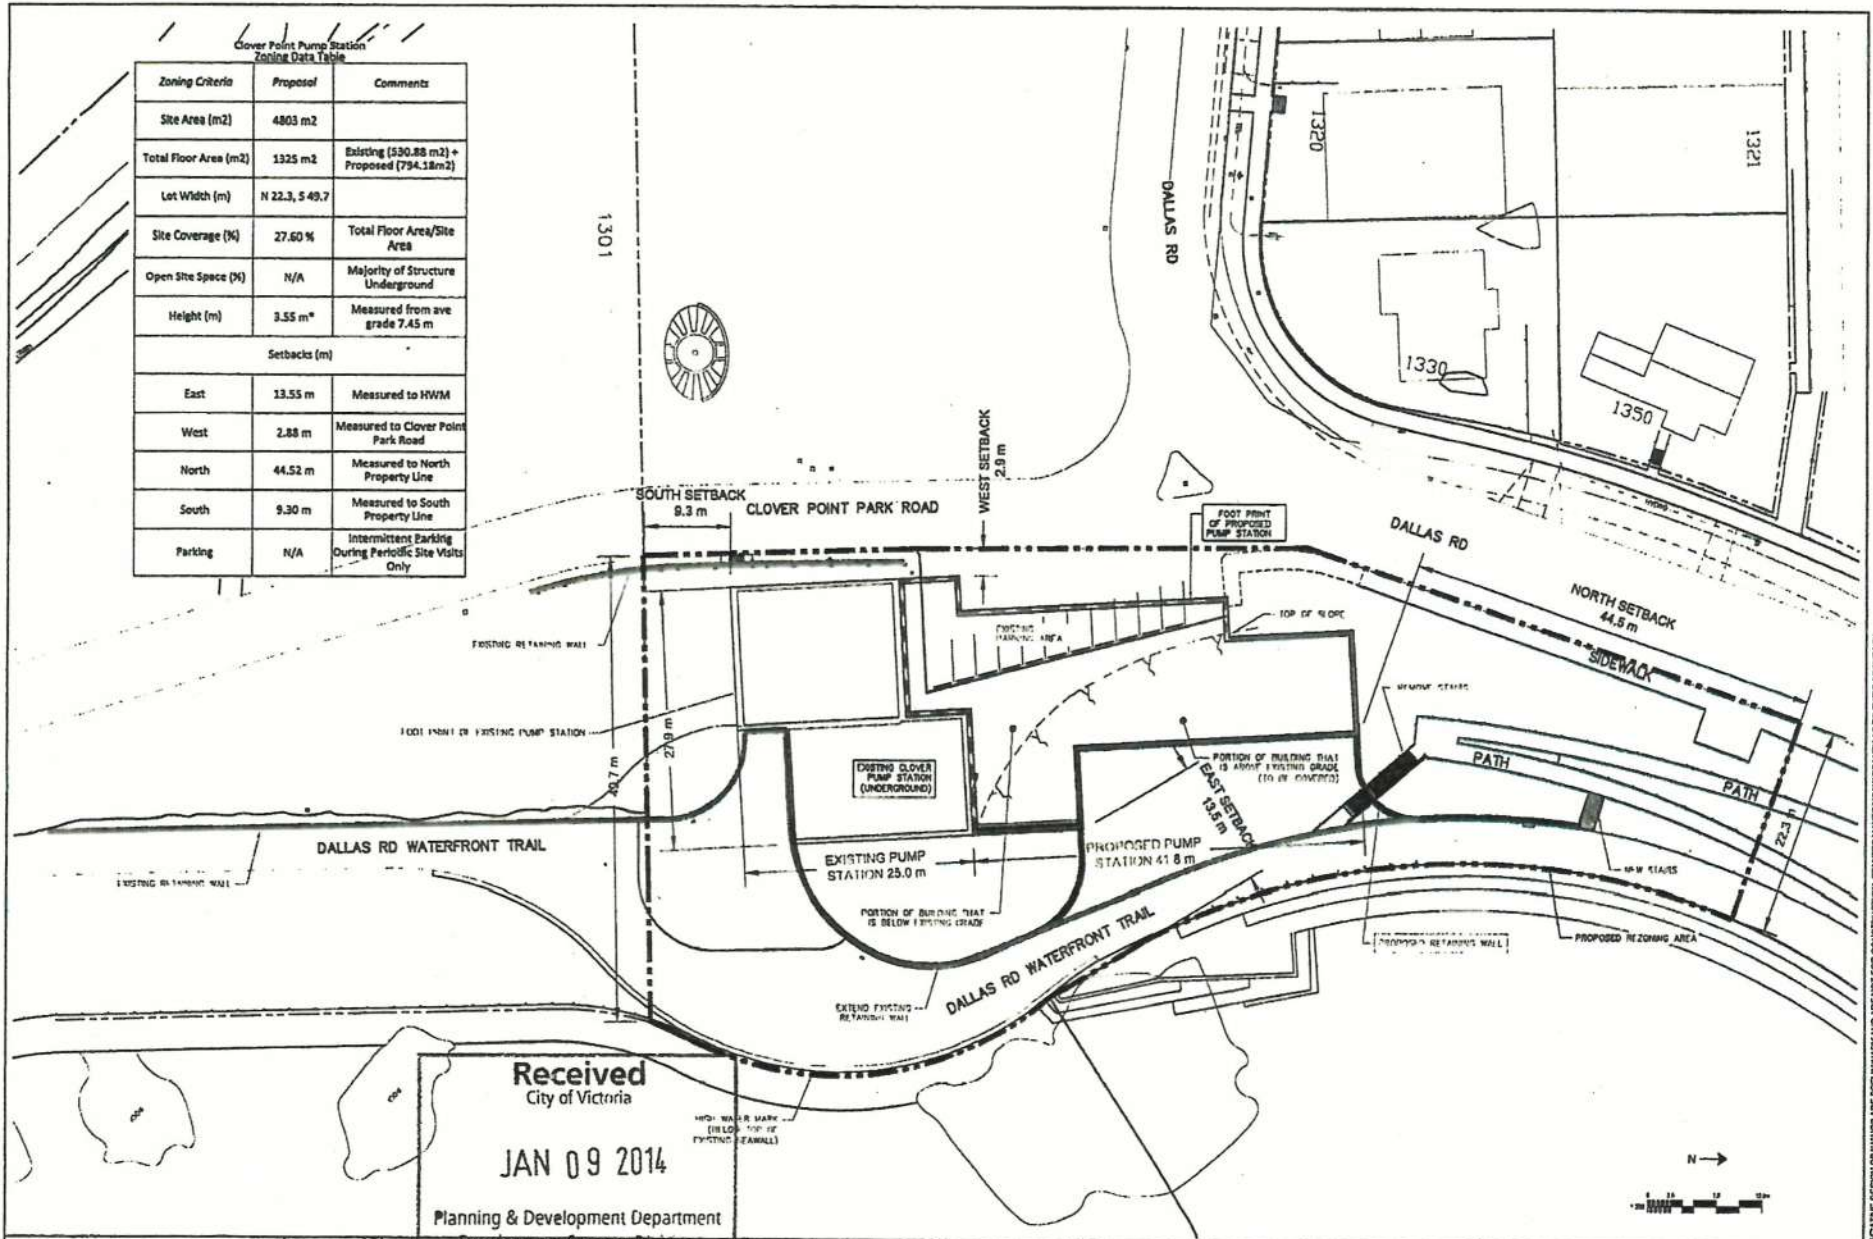 Clover Point Pump Station
Zoning Data Table
Zoning Criteria Proposal Comments
Site Area (m2) 4803 m2
Total Floor Area (m2) 1325 m2 Existing (530.88 m2) +
Proposed (794.18m2)
Lot Width (m) N 22.3, S 49.7
Site Coverage (%) 27.60 % Total Floor Area/Site
Area
Open Site Space (%) N/A Majority of Structure
Underground
Height (m) 3.55 m* Measured from ave
grade 7.45 m
Setbacks (m)
East 13.55 m Measured to HWM
West 2.88 m Measured to Clover Point
Park Road
North 44.52 m Measured to North
Property Line
South 9.30 m Measured to South
Property Line
Parking N/A Intermittent Parking
During Periodic Site Visits
Only
1301
DALLAS RD
1320
1321
1330
1350
SOUTH SETBACK
9.3 m
CLOVER POINT PARK ROAD
WEST SETBACK
2.9 m
FOOT PRINT
OF PROPOSED
PUMP STATION
DALLAS RD
NORTH SETBACK
44.5 m
SIDEWALK
EXISTING RETAINING WALL
EXISTING
PARKING AREA
TOP OF SLOPE
REMOVE STAIRS
FOOT PRINT OF EXISTING PUMP STATION
27.9 m
49.7 m
EXISTING CLOVER
PUMP STATION
(UNDERGROUND)
PORTION OF BUILDING THAT
IS ABOVE EXISTING GRADE
(TO BE COVERED)
EAST SETBACK
13.5 m
PATH
PATH
22.3 m
DALLAS RD WATERFRONT TRAIL
EXISTING RETAINING WALL
EXISTING PUMP
STATION 25.0 m
PROPOSED PUMP
STATION 41.8 m
NEW STAIRS
PORTION OF BUILDING THAT
IS BELOW EXISTING GRADE
DALLAS RD WATERFRONT TRAIL
PROPOSED RETAINING WALL
PROPOSED REZONING AREA
EXTEND EXISTING
RETAINING WALL
HIGH WATER MARK
(BELOW TOP OF
EXISTING SEAWALL)
Received
City of Victoria
JAN 09 2014
Planning & Development Department
N